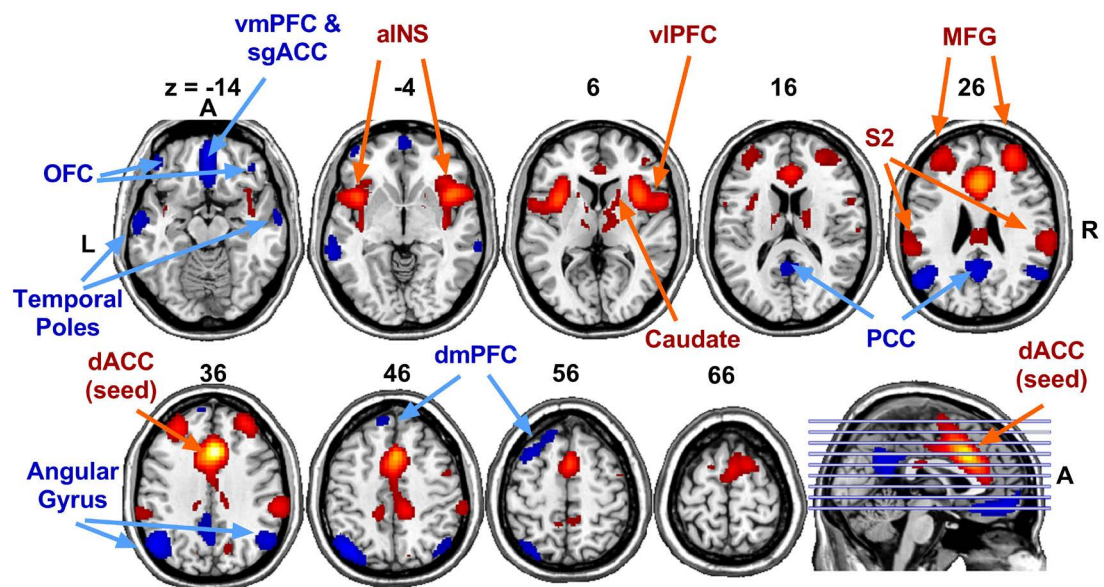 vmPFC &
sgACC
aINS
vlPFC
MFG
z = -14
-4
6
16
26
A
OFC
S2
L
R
Temporal
Poles
Caudate
PCC
dACC
(seed)
36
46
dmPFC
56
66
dACC
(seed)
Angular
Gyrus
A